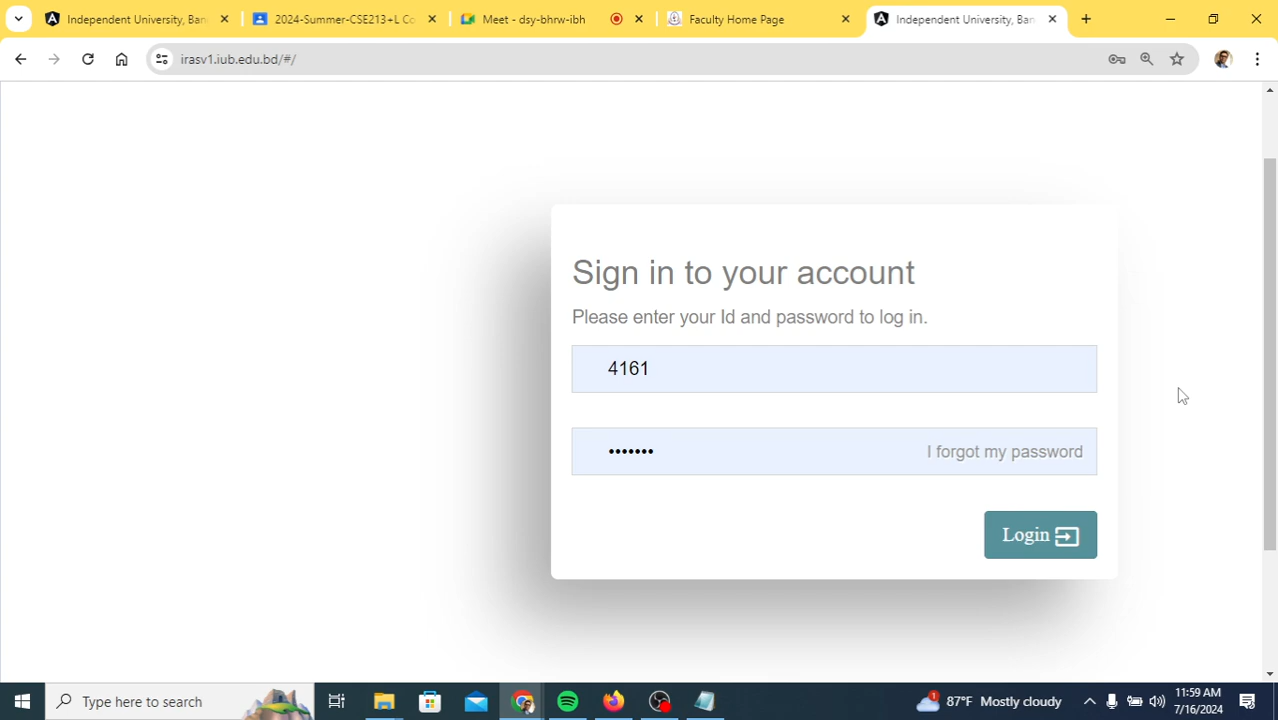 Independent University, Ban
2024-Summer-CSE213+L Co
Meet - dsy-bhrw-ibh
Faculty Home Page
Independent University, Ban
irasv1.iub.edu.bd/#/
Sign in to your account
Please enter your Id and password to log in.
4161
•••••••
I forgot my password
Login
Type here to search
1
87°F Mostly cloudy
11:59 AM
7/16/2024